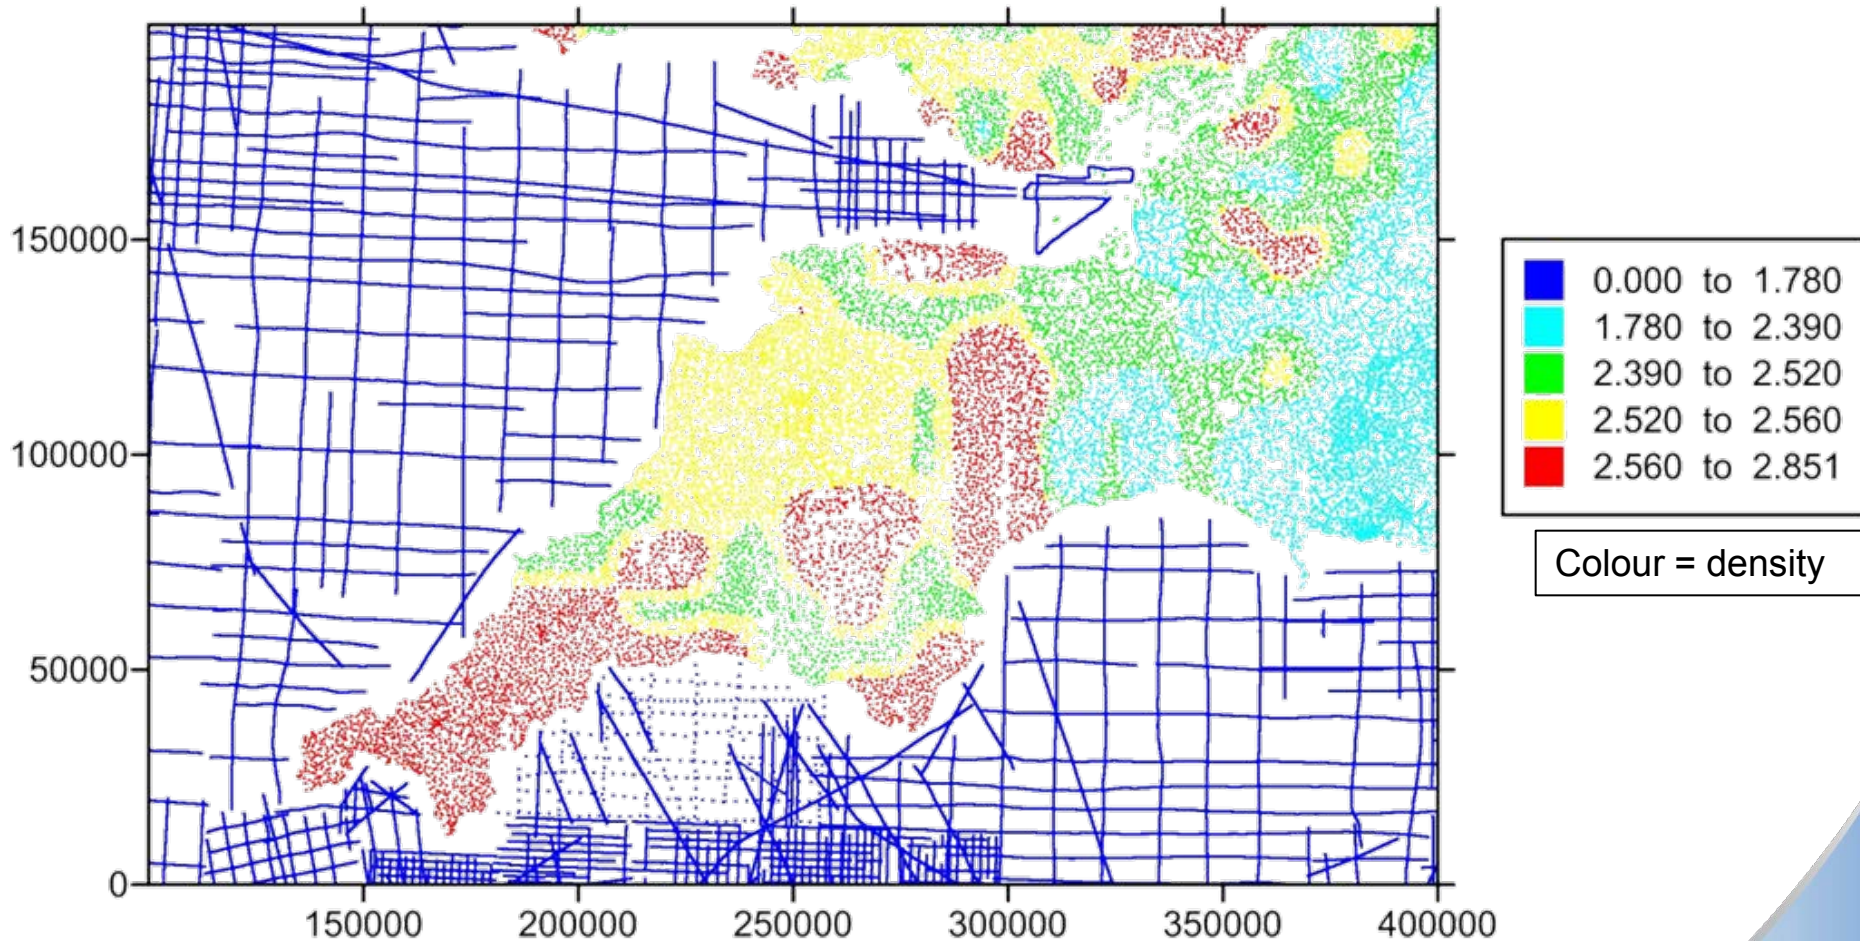 150000
100000
50000
0
150000
200000
250000
300000
350000
400000
0.000 to 1.780
1.780 to 2.390
2.390 to 2.520
2.520 to 2.560
2.560 to 2.851
Colour = density